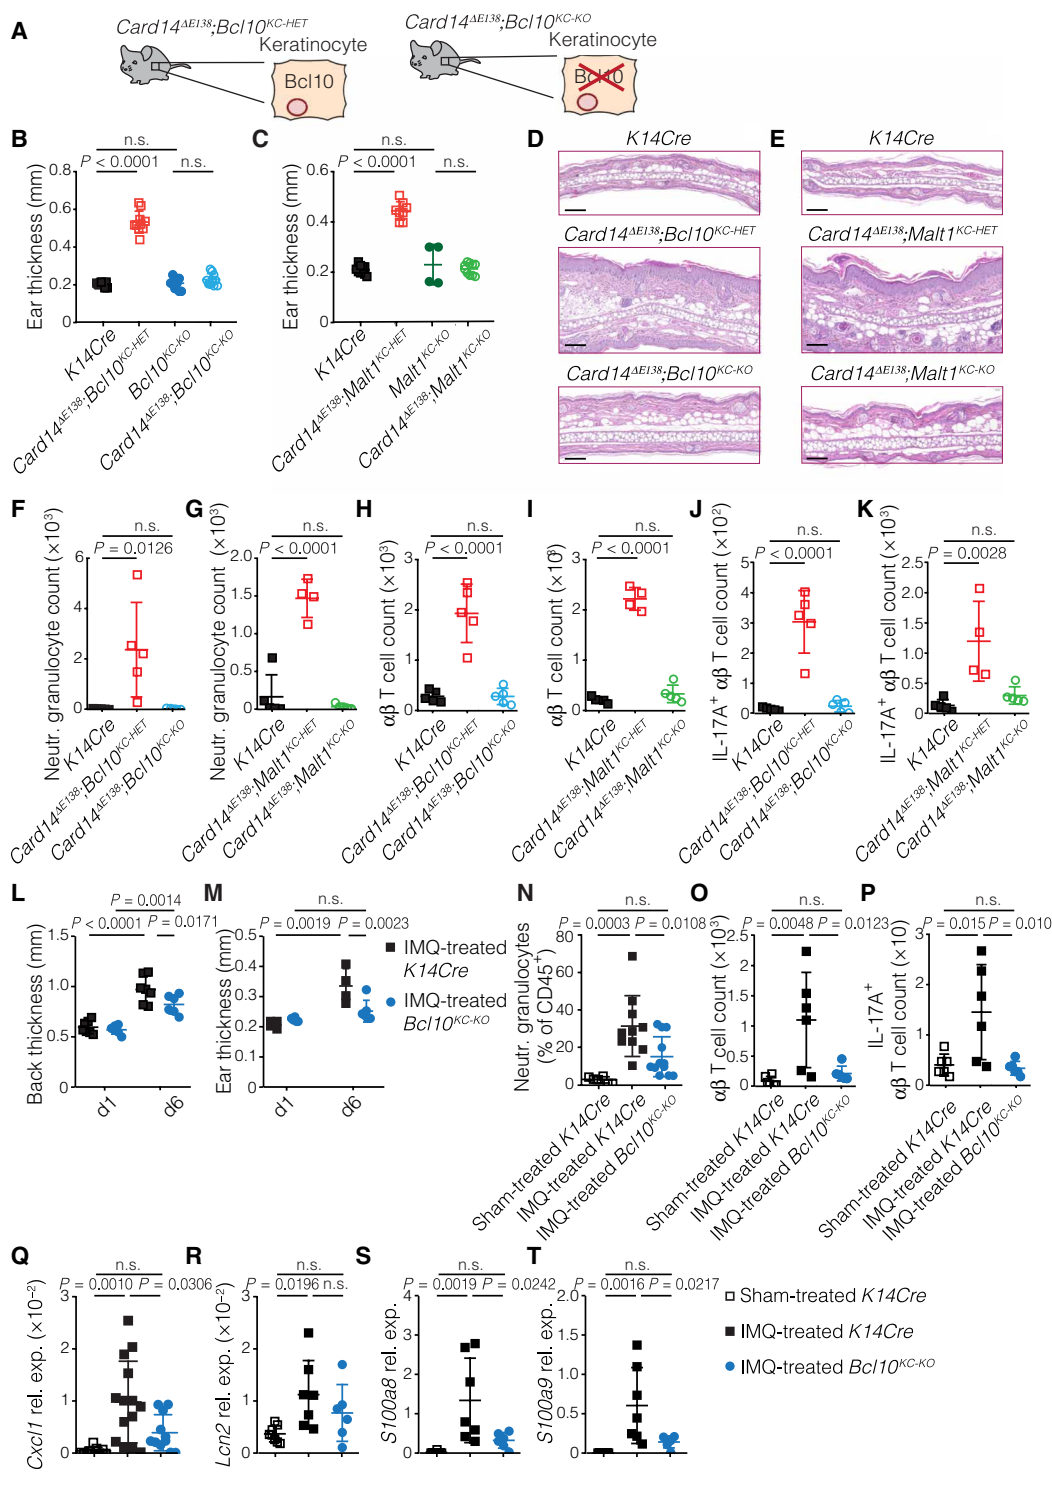 A
Card14ΔE138;Bcl10KC-HET
Card14ΔE138;Bcl10KC-KO
Keratinocyte
Keratinocyte
Bcl10
Bcl10
B
n.s.
P < 0.0001
n.s.
Ear thickness (mm)
0.8
0.6
0.4
0.2
0
K14Cre
Card14ΔE138;Bcl10KC-HET
Bcl10KC-KO
Card14ΔE138;Bcl10KC-KO
C
n.s.
P < 0.0001
n.s.
Ear thickness (mm)
0.6
0.4
0.2
0
K14Cre
Card14ΔE138;Malt1KC-HET
Malt1KC-KO
Card14ΔE138;Malt1KC-KO
D
K14Cre
Card14ΔE138;Bcl10KC-HET
Card14ΔE138;Bcl10KC-KO
E
K14Cre
Card14ΔE138;Malt1KC-HET
Card14ΔE138;Malt1KC-KO
F
n.s.
P = 0.0126
Neutr. granulocyte count (×10³)
6
4
2
0
K14Cre
Card14ΔE138;Bcl10KC-HET
Card14ΔE138;Bcl10KC-KO
G
n.s.
P < 0.0001
Neutr. granulocyte count (×10³)
2.0
1.5
1.0
0.5
0
K14Cre
Card14ΔE138;Malt1KC-HET
Card14ΔE138;Malt1KC-KO
H
n.s.
P < 0.0001
αβ T cell count (×10³)
3
2
1
0
K14Cre
Card14ΔE138;Bcl10KC-HET
Card14ΔE138;Bcl10KC-KO
I
n.s.
P < 0.0001
αβ T cell count (×10³)
3
2
1
0
K14Cre
Card14ΔE138;Malt1KC-HET
Card14ΔE138;Malt1KC-KO
J
n.s.
P < 0.0001
IL-17A+ αβ T cell count (×10²)
5
4
3
2
1
0
K14Cre
Card14ΔE138;Bcl10KC-HET
Card14ΔE138;Bcl10KC-KO
K
n.s.
P = 0.0028
IL-17A+ αβ T cell count (×10³)
2.5
2.0
1.5
1.0
0.5
0
K14Cre
Card14ΔE138;Malt1KC-HET
Card14ΔE138;Malt1KC-KO
L
P = 0.0014
P < 0.0001
P = 0.0171
Back thickness (mm)
1.5
1.0
0.5
0
d1
d6
M
n.s.
P = 0.0019
P = 0.0023
Ear thickness (mm)
0.5
0.4
0.3
0.2
0.1
0
d1
d6
IMQ-treated
K14Cre
IMQ-treated
Bcl10KC-KO
N
n.s.
P = 0.0003
P = 0.0108
Neutr. granulocytes
(% of CD45+)
80
60
40
20
0
Sham-treated K14Cre
IMQ-treated K14Cre
IMQ-treated Bcl10KC-KO
O
n.s.
P = 0.0048
P = 0.0123
αβ T cell count (×10³)
2.5
2.0
1.5
1.0
0.5
0
Sham-treated K14Cre
IMQ-treated K14Cre
IMQ-treated Bcl10KC-KO
P
n.s.
P = 0.015
P = 0.010
IL-17A+
αβ T cell count (×10)
3
2
1
0
Sham-treated K14Cre
IMQ-treated K14Cre
IMQ-treated Bcl10KC-KO
Q
n.s.
P = 0.0010
P = 0.0306
Cxcl1 rel. exp. (×10⁻²)
3
2
1
0
R
n.s.
P = 0.0196
n.s.
Lcn2 rel. exp. (×10⁻²)
3
2
1
0
S
n.s.
P = 0.0019
P = 0.0242
S100a8 rel. exp.
4
3
2
1
0
T
n.s.
P = 0.0016
P = 0.0217
S100a9 rel. exp.
2.0
1.5
1.0
0.5
0
Sham-treated K14Cre
IMQ-treated K14Cre
IMQ-treated Bcl10KC-KO